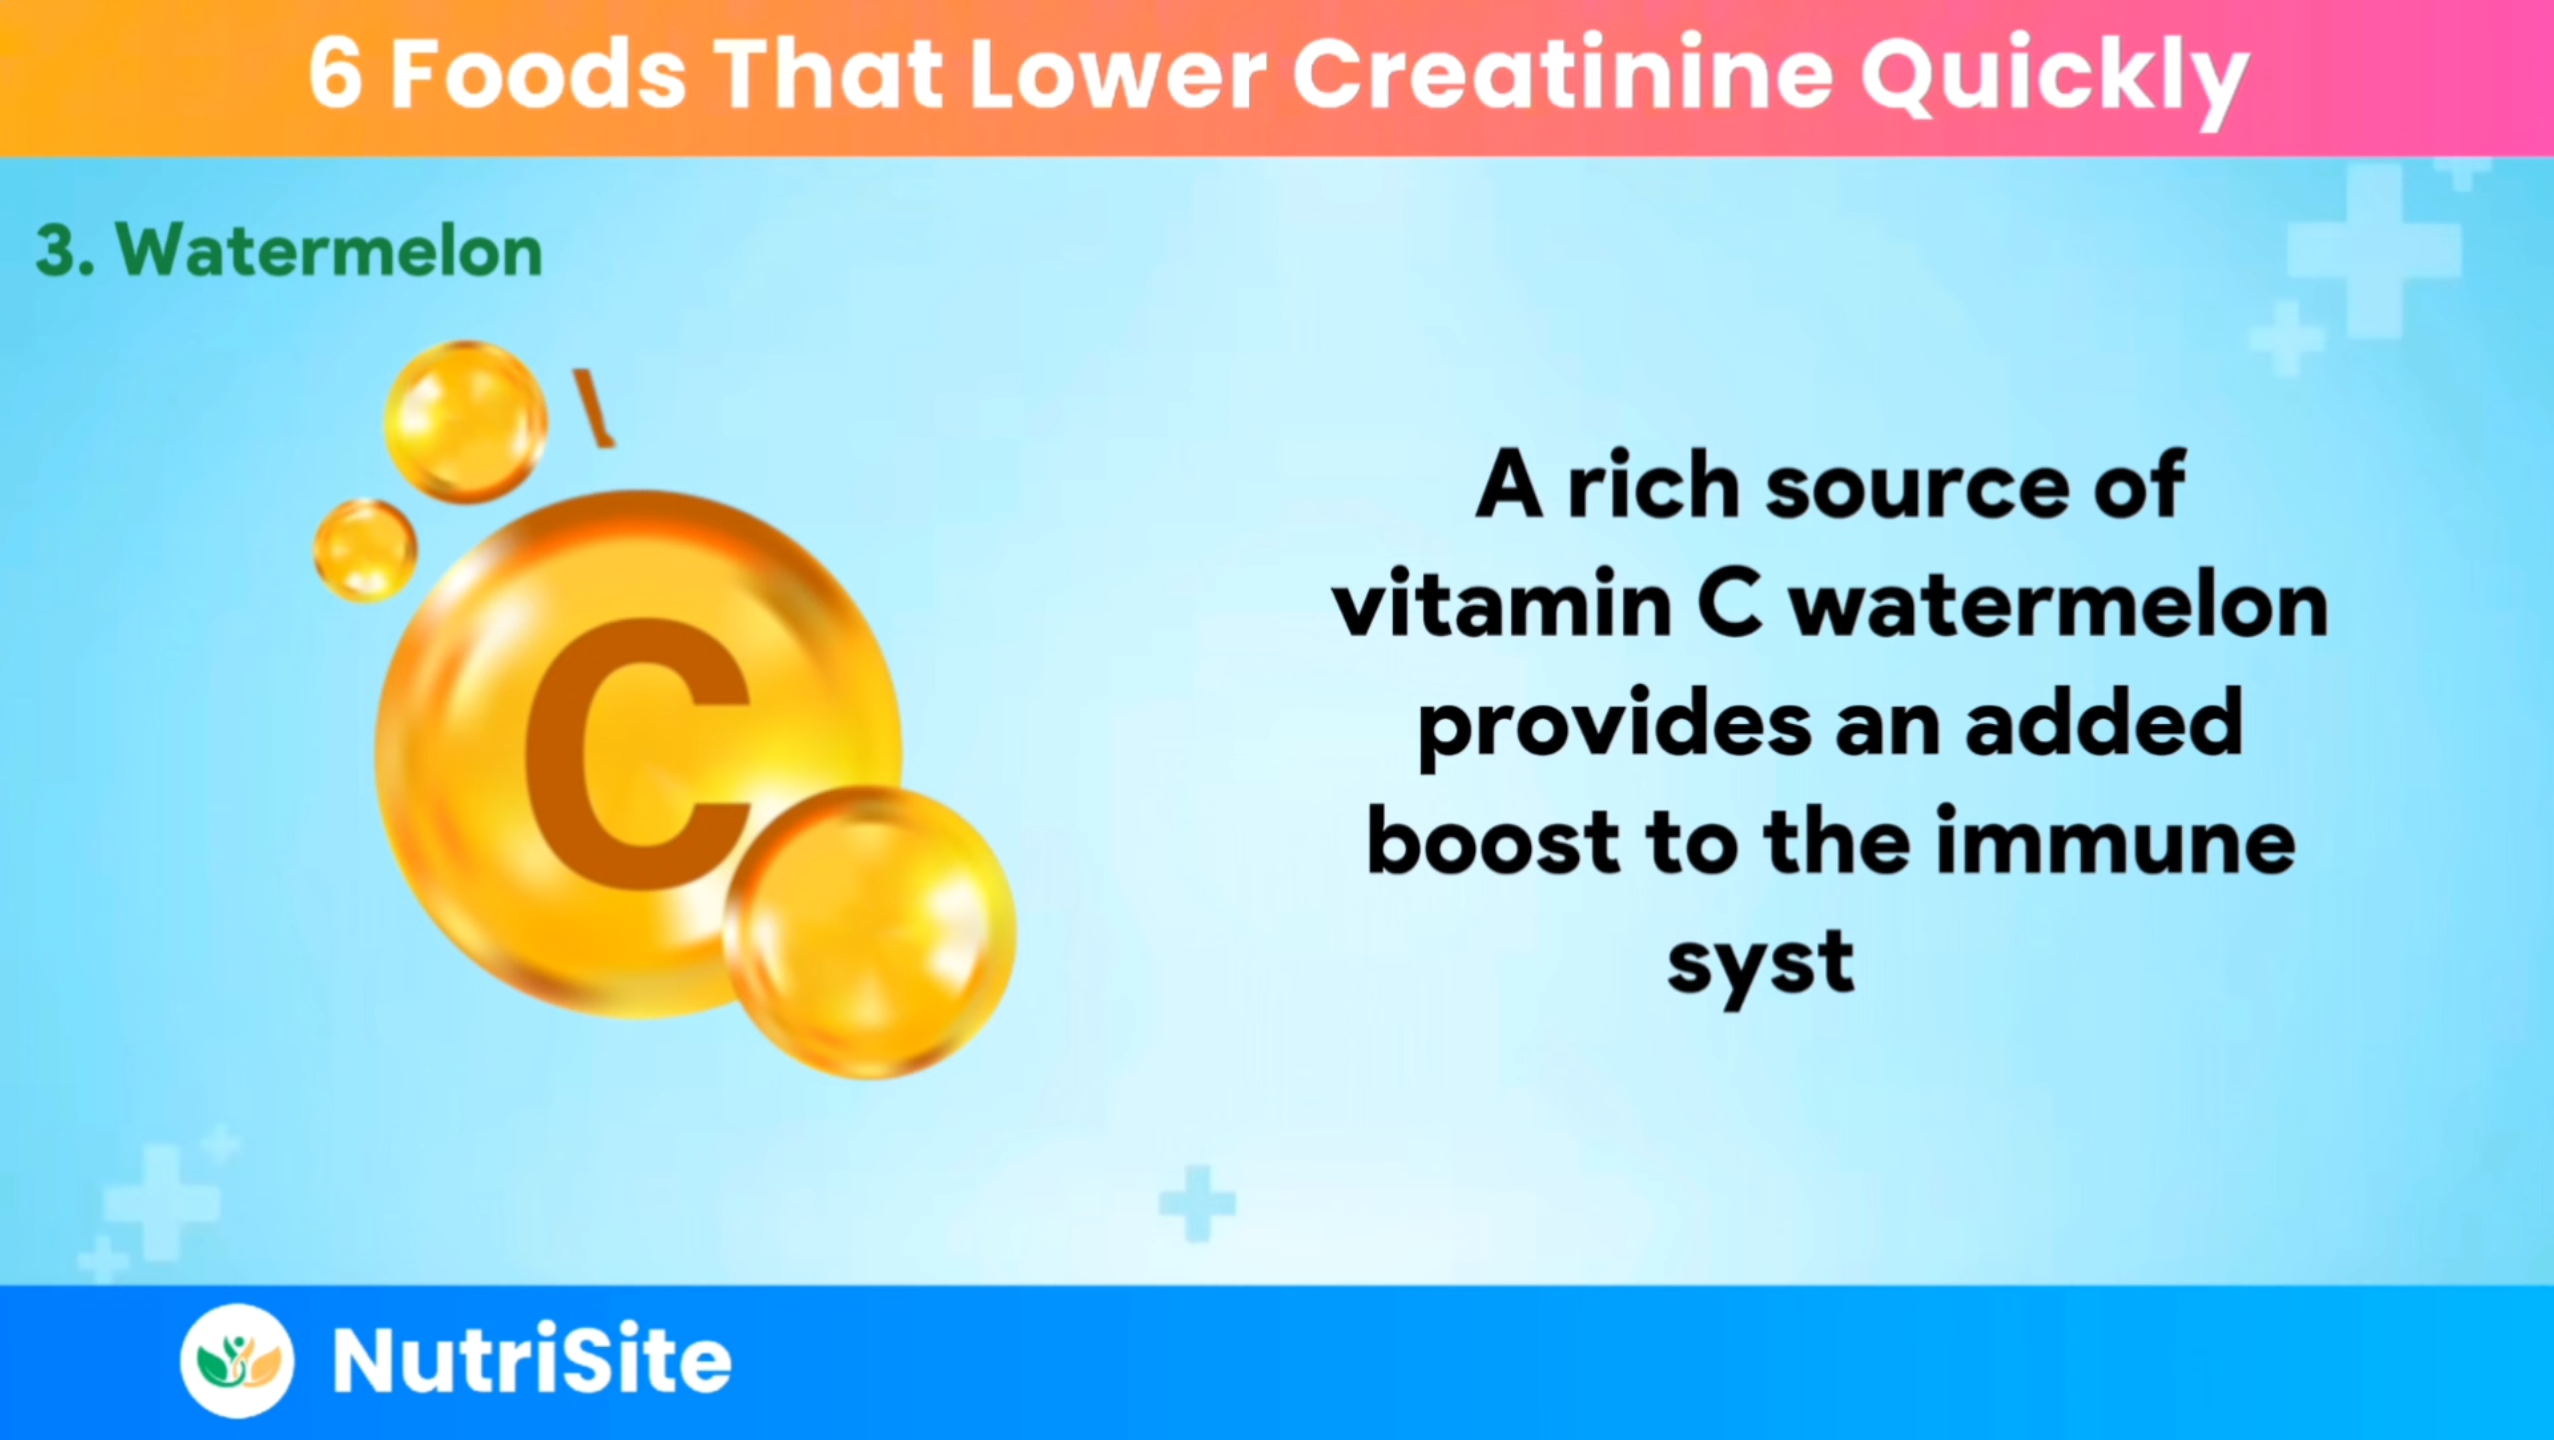 6 Foods That Lower Creatinine Quickly
3. Watermelon
C
A rich source of
vitamin C watermelon
provides an added
boost to the immune
syst
NutriSite